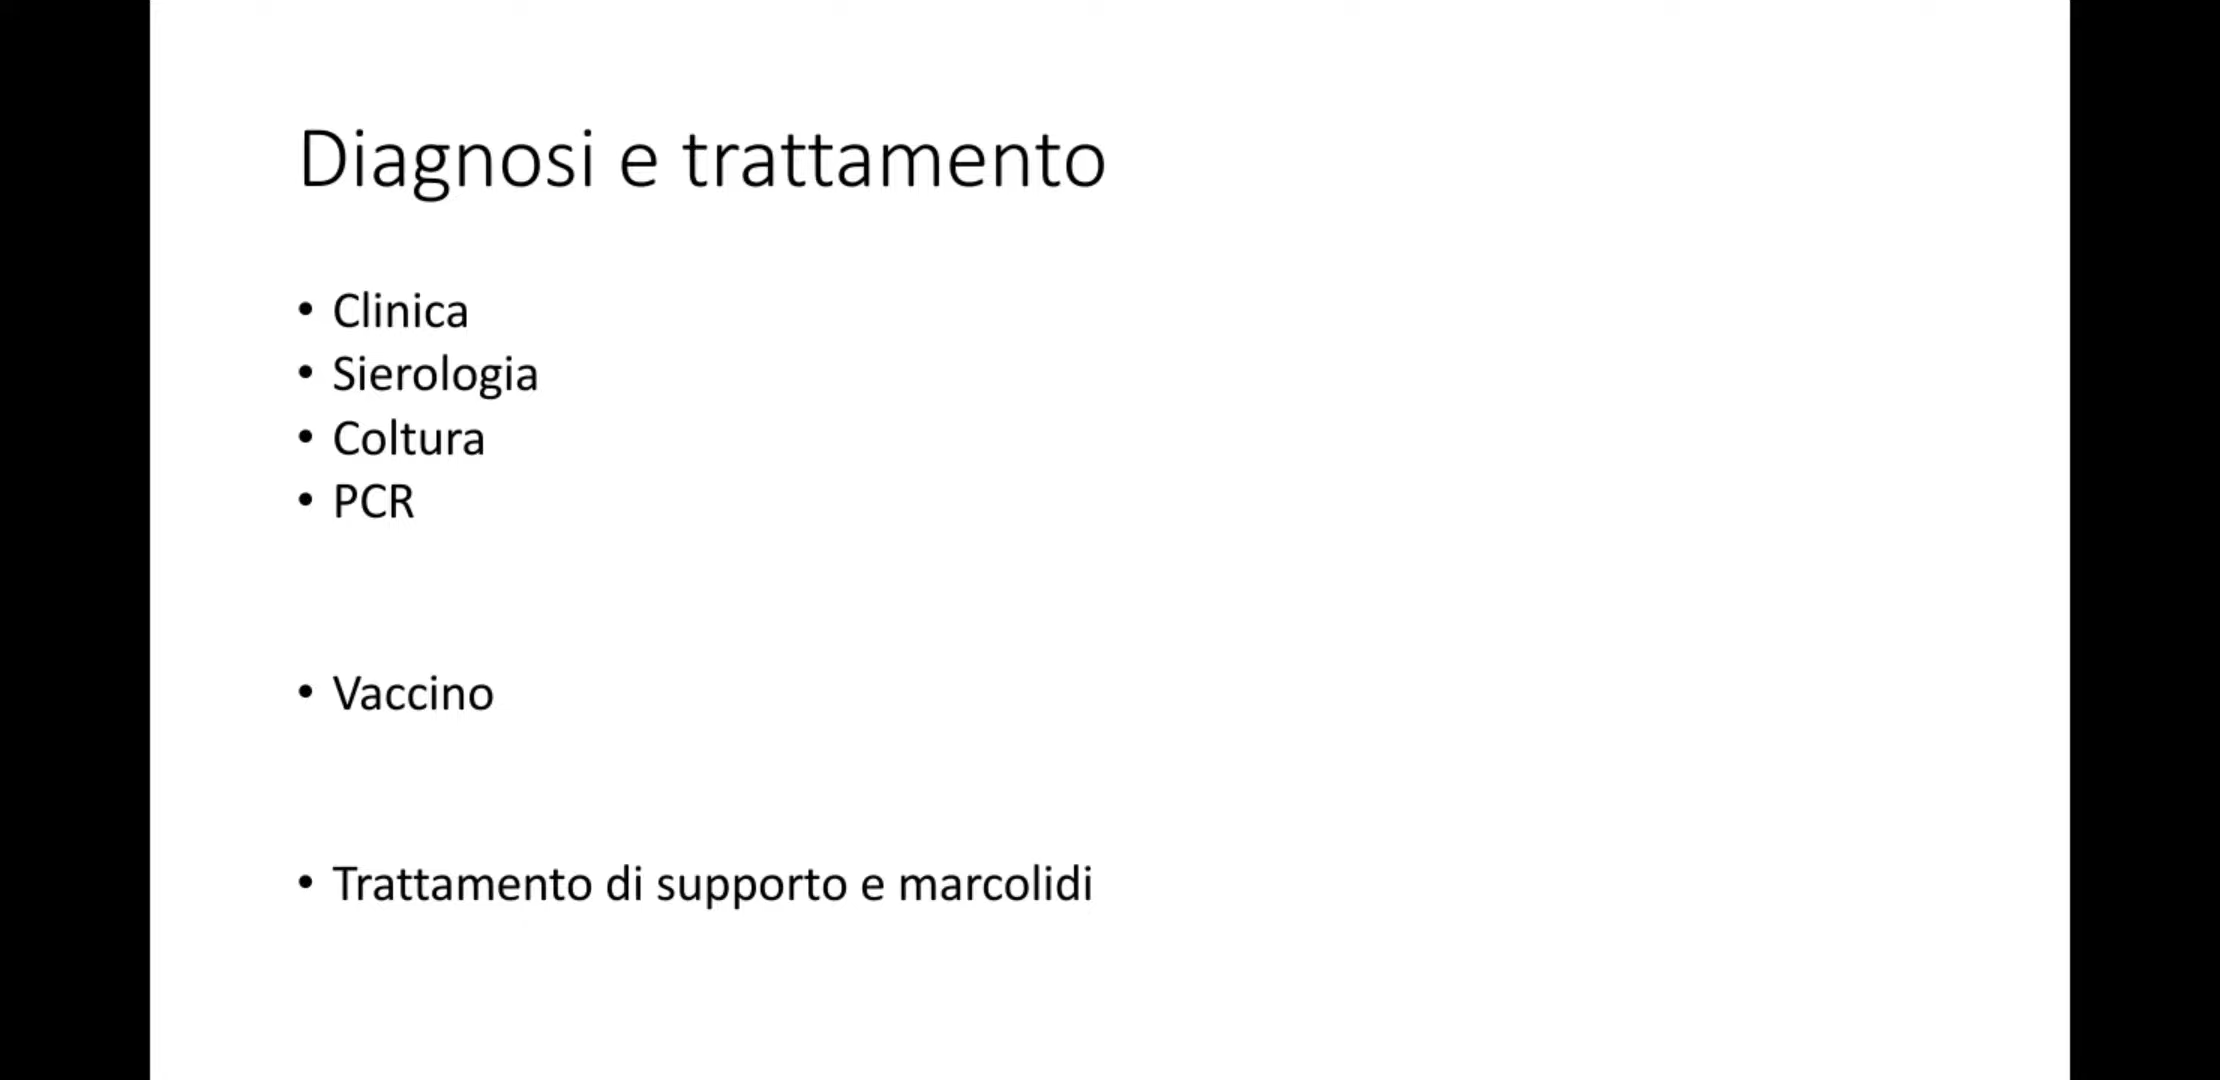 Diagnosi e trattamento
• Clinica
• Sierologia
• Coltura
• PCR
• Vaccino
• Trattamento di supporto e marcolidi